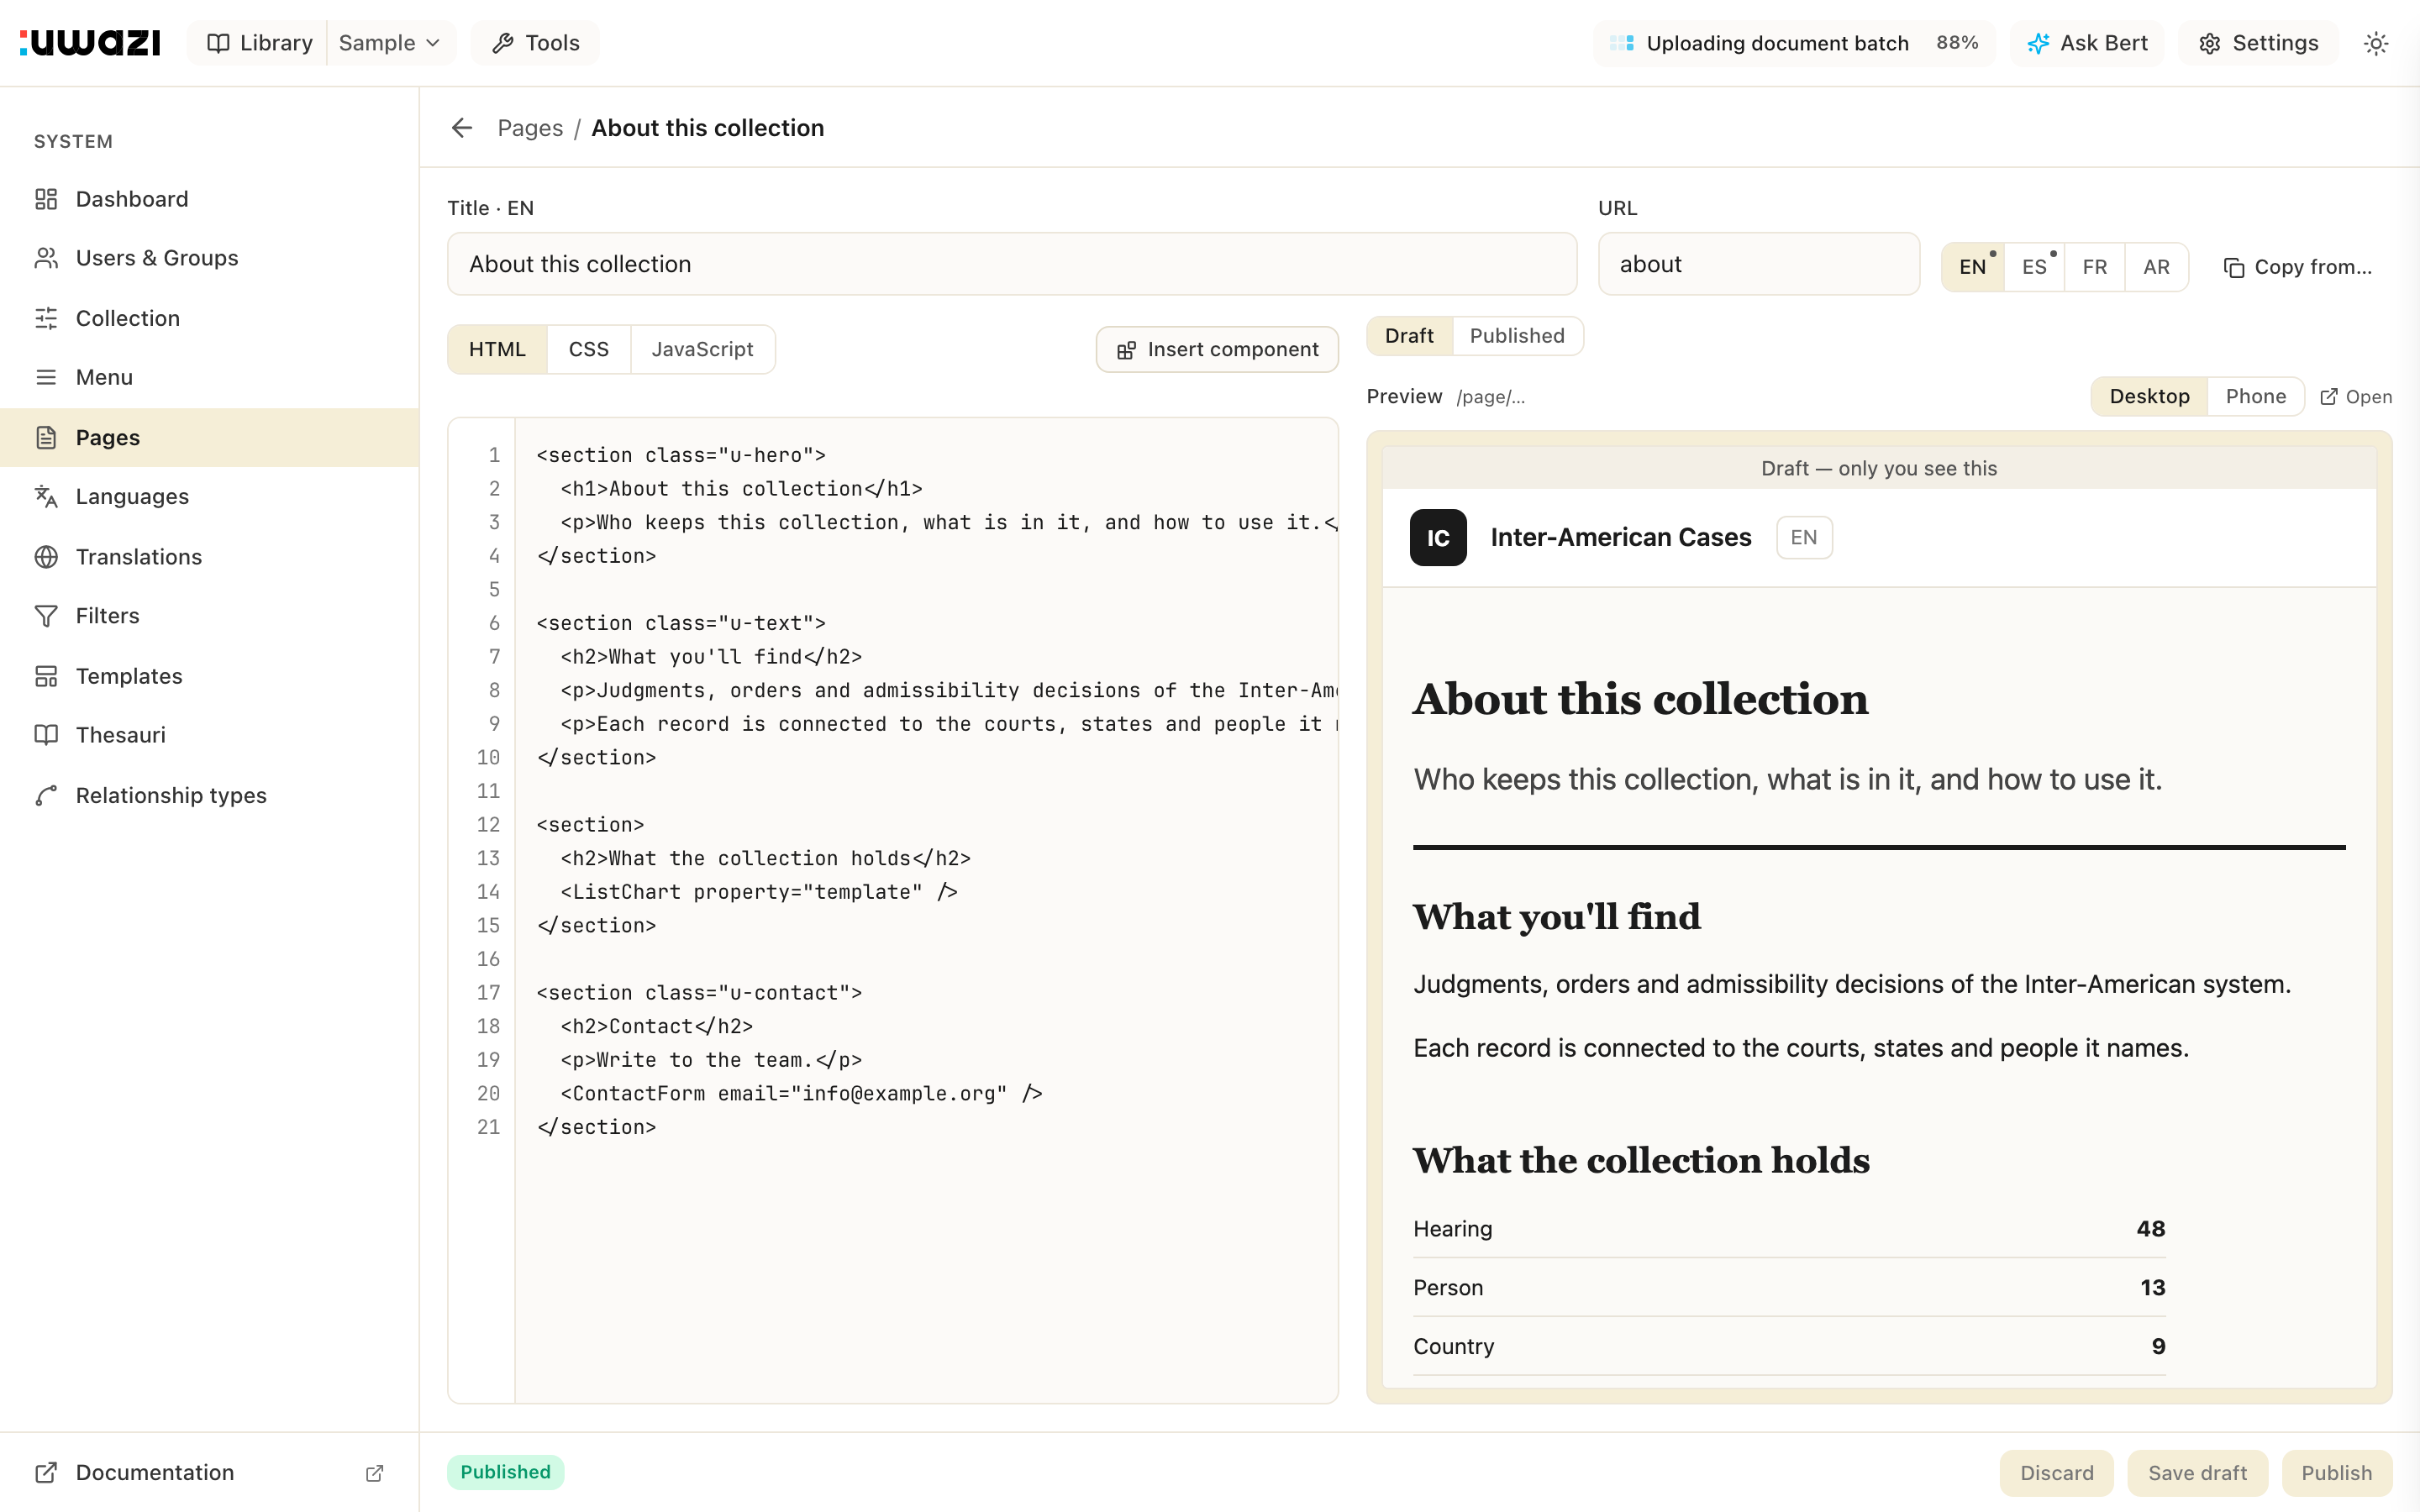 :uwazi
Library
Sample
Tools
Uploading document batch 88%
Ask Bert
Settings
SYSTEM
Dashboard
Users & Groups
Collection
Menu
Pages
Languages
Translations
Filters
Templates
Thesauri
Relationship types
Documentation
Pages / About this collection
Title · EN
About this collection
URL
about
EN ES FR AR
Copy from...
HTML CSS JavaScript
Insert component
1 <section class="u-hero">
2 <h1>About this collection</h1>
3 <p>Who keeps this collection, what is in it, and how to use it.</
4 </section>
5
6 <section class="u-text">
7 <h2>What you'll find</h2>
8 <p>Judgments, orders and admissibility decisions of the Inter-Am
9 <p>Each record is connected to the courts, states and people it
10 </section>
11
12 <section>
13 <h2>What the collection holds</h2>
14 <ListChart property="template" />
15 </section>
16
17 <section class="u-contact">
18 <h2>Contact</h2>
19 <p>Write to the team.</p>
20 <ContactForm email="info@example.org" />
21 </section>
Draft Published
Preview /page/...
Desktop Phone
Open
Draft — only you see this
IC Inter-American Cases EN
About this collection
Who keeps this collection, what is in it, and how to use it.
What you'll find
Judgments, orders and admissibility decisions of the Inter-American system.
Each record is connected to the courts, states and people it names.
What the collection holds
Hearing 48
Person 13
Country 9
Published
Discard
Save draft
Publish